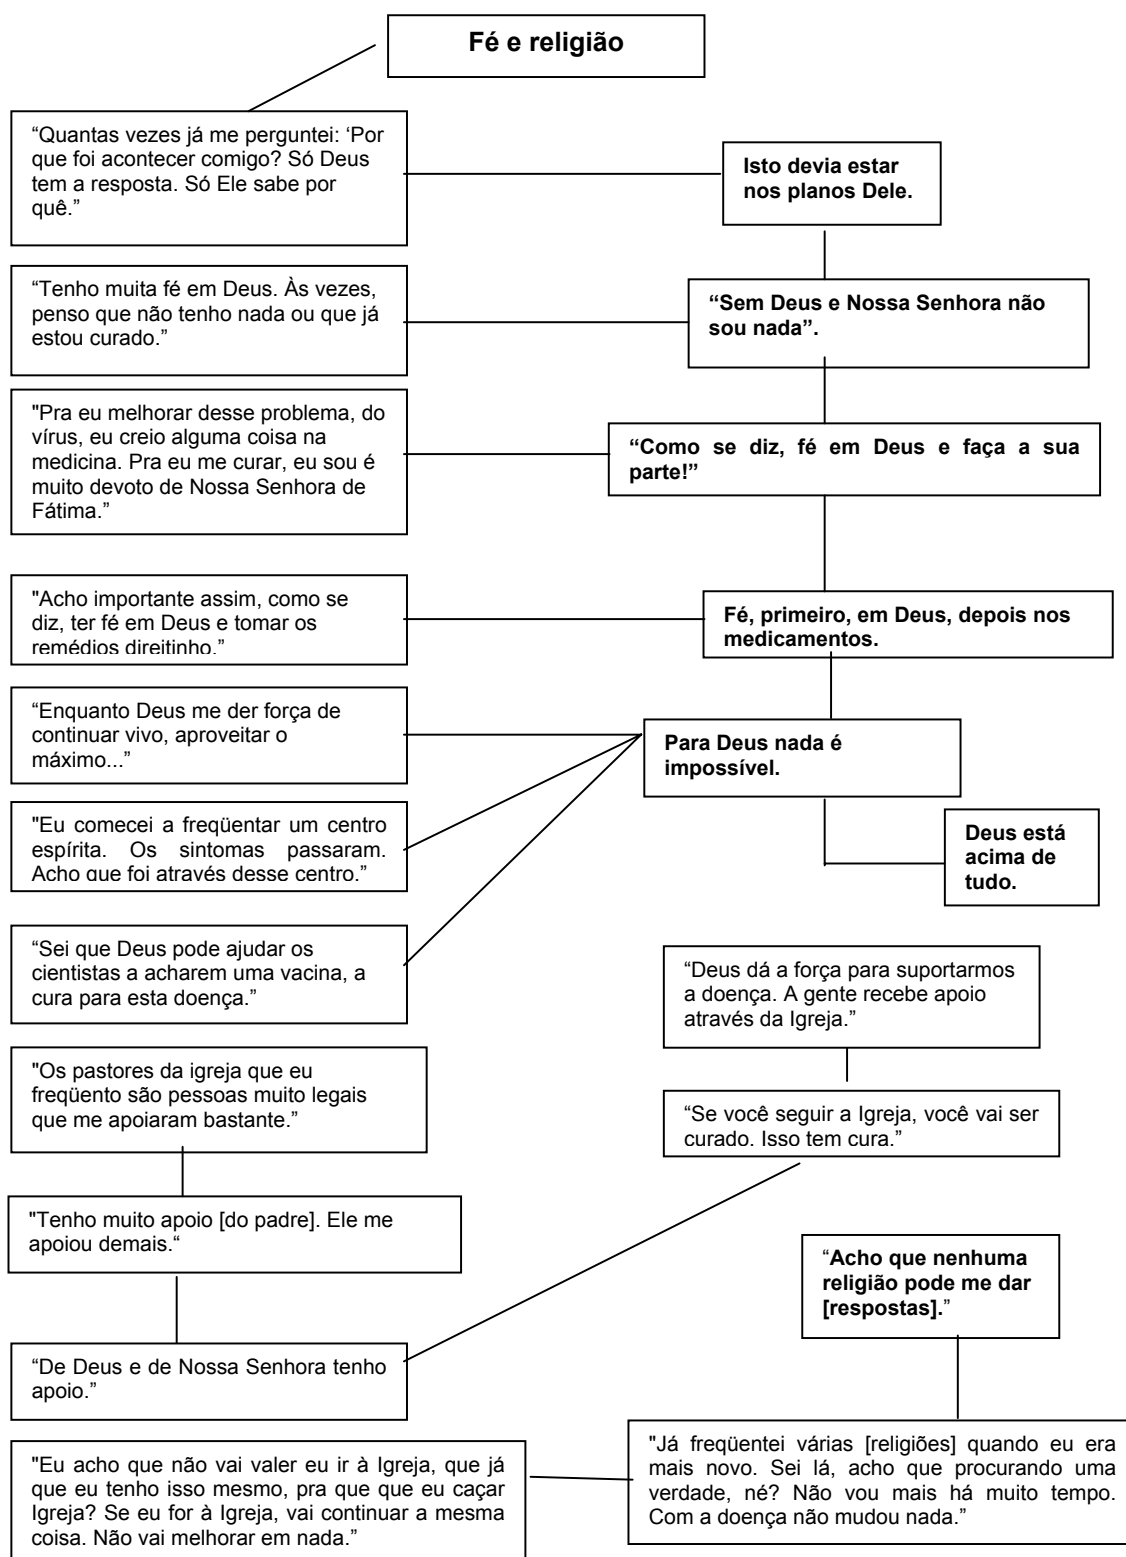 Fé e religião
“Quantas vezes já me perguntei: ‘Por
que foi acontecer comigo? Só Deus
tem a resposta. Só Ele sabe por
quê.”
Isto devia estar
nos planos Dele.
“Tenho muita fé em Deus. Às vezes,
penso que não tenho nada ou que já
estou curado.”
“Sem Deus e Nossa Senhora não
sou nada”.
"Pra eu melhorar desse problema, do
vírus, eu creio alguma coisa na
medicina. Pra eu me curar, eu sou é
muito devoto de Nossa Senhora de
Fátima.”
“Como se diz, fé em Deus e faça a sua
parte!”
"Acho importante assim, como se
diz, ter fé em Deus e tomar os
remédios direitinho.”
Fé, primeiro, em Deus, depois nos
medicamentos.
“Enquanto Deus me der força de
continuar vivo, aproveitar o
máximo...”
Para Deus nada é
impossível.
"Eu comecei a freqüentar um centro
espírita. Os sintomas passaram.
Acho que foi através desse centro.”
Deus está
acima de
tudo.
“Sei que Deus pode ajudar os
cientistas a acharem uma vacina, a
cura para esta doença.”
“Deus dá a força para suportarmos
a doença. A gente recebe apoio
através da Igreja.”
"Os pastores da igreja que eu
freqüento são pessoas muito legais
que me apoiaram bastante.”
“Se você seguir a Igreja, você vai ser
curado. Isso tem cura.”
"Tenho muito apoio [do padre]. Ele me
apoiou demais.“
“Acho que nenhuma
religião pode me dar
[respostas].”
“De Deus e de Nossa Senhora tenho
apoio.”
"Eu acho que não vai valer eu ir à Igreja, que já
que eu tenho isso mesmo, pra que que eu caçar
Igreja? Se eu for à Igreja, vai continuar a mesma
coisa. Não vai melhorar em nada.”
"Já freqüentei várias [religiões] quando eu era
mais novo. Sei lá, acho que procurando uma
verdade, né? Não vou mais há muito tempo.
Com a doença não mudou nada.”